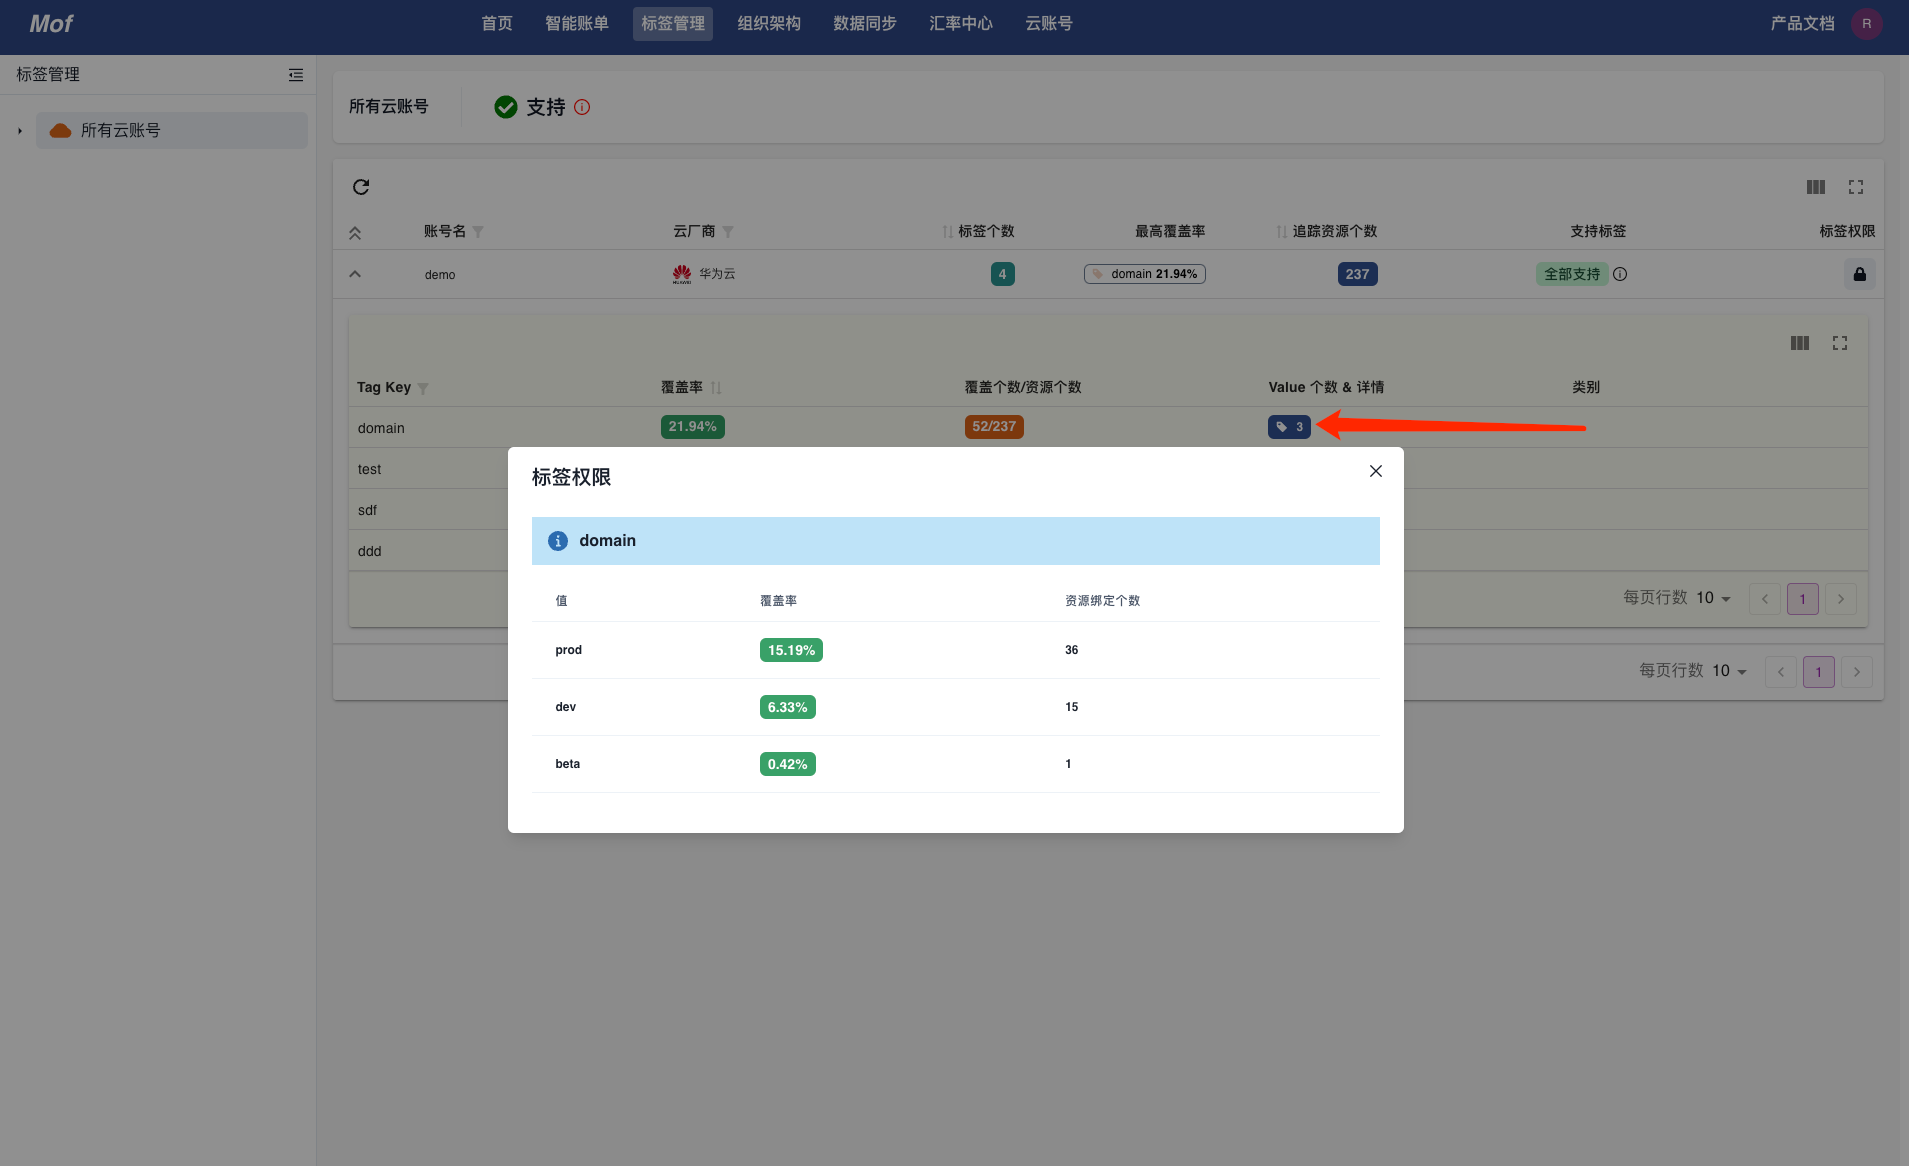 Mof 首页 智能账单 标签管理 组织架构 数据同步 汇率中心 云账号 产品文档 R
标签管理
所有云账号
所有云账号 支持
账号名 云厂商 标签个数 最高覆盖率 追踪资源个数 支持标签 标签权限
demo HUAWEI 华为云 4 domain 21.94% 237 全部支持
Tag Key 覆盖率 覆盖个数/资源个数 Value 个数 & 详情 类别
domain 21.94% 52/237 3
test
sdf
ddd
每页行数 10 1
每页行数 10 1
标签权限
domain
值 覆盖率 资源绑定个数
prod 15.19% 36
dev 6.33% 15
beta 0.42% 1